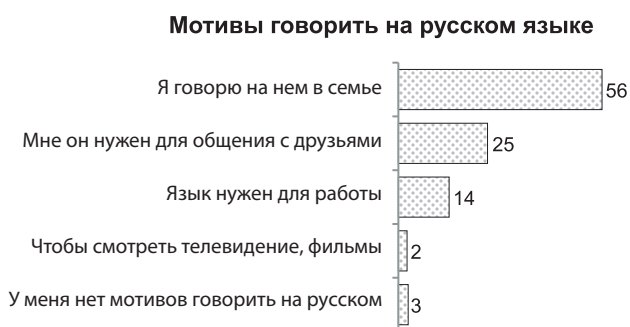 Мотивы говорить на русском языке
Я говорю на нем в семье 56
Мне он нужен для общения с друзьями 25
Язык нужен для работы 14
Чтобы смотреть телевидение, фильмы 2
У меня нет мотивов говорить на русском 3